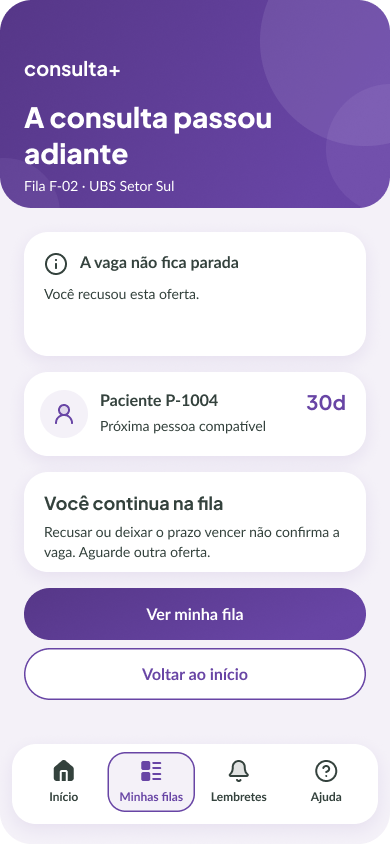 consulta+
A consulta passou
adiante
Fila F-02 · UBS Setor Sul
A vaga não fica parada
Você recusou esta oferta.
Paciente P-1004
30d
Próxima pessoa compatível
Você continua na fila
Recusar ou deixar o prazo vencer não confirma a
vaga. Aguarde outra oferta.
Ver minha fila
Voltar ao início
Início
Minhas filas
Lembretes
Ajuda